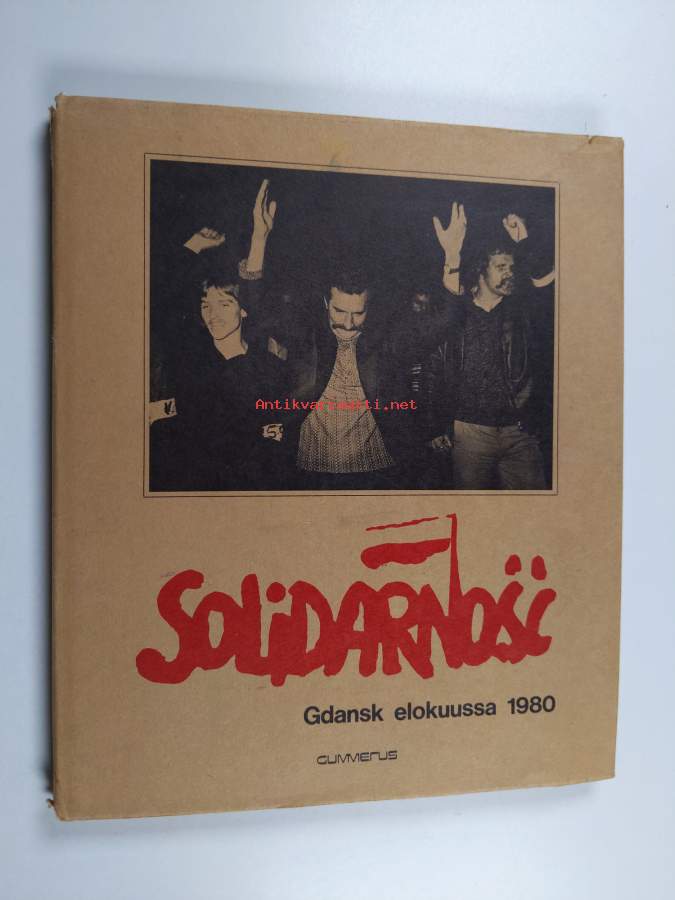 Antikvariaatti.net
SOLiDARNOŚĆ
Gdansk elokuussa 1980
GUMMERUS